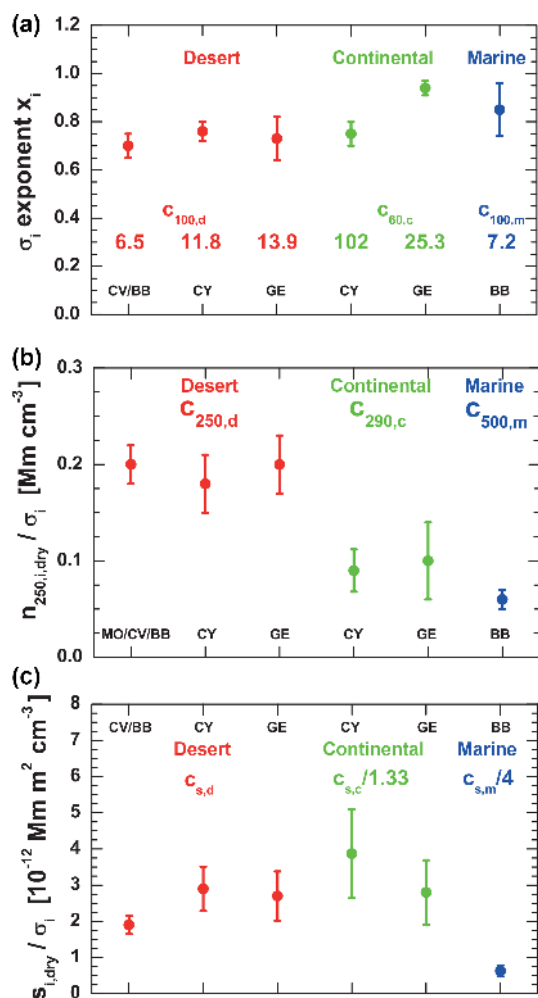 (a)
σi exponent xi
1.2
1.0
0.8
0.6
0.4
0.2
0.0
Desert Continental Marine
c100,d c60,c c100,m
6.5 11.8 13.9 102 25.3 7.2
CV/BB CY GE CY GE BB
(b)
n250,i,dry / σi [Mm cm-3]
0.3
0.2
0.1
0.0
Desert Continental Marine
C250,d C290,c C500,m
MO/CV/BB CY GE CY GE BB
(c)
si,dry / σi [10-12 Mm m2 cm-3]
8
7
6
5
4
3
2
1
0
CV/BB CY GE CY GE BB
Desert Continental Marine
cs,d cs,c/1.33 cs,m/4